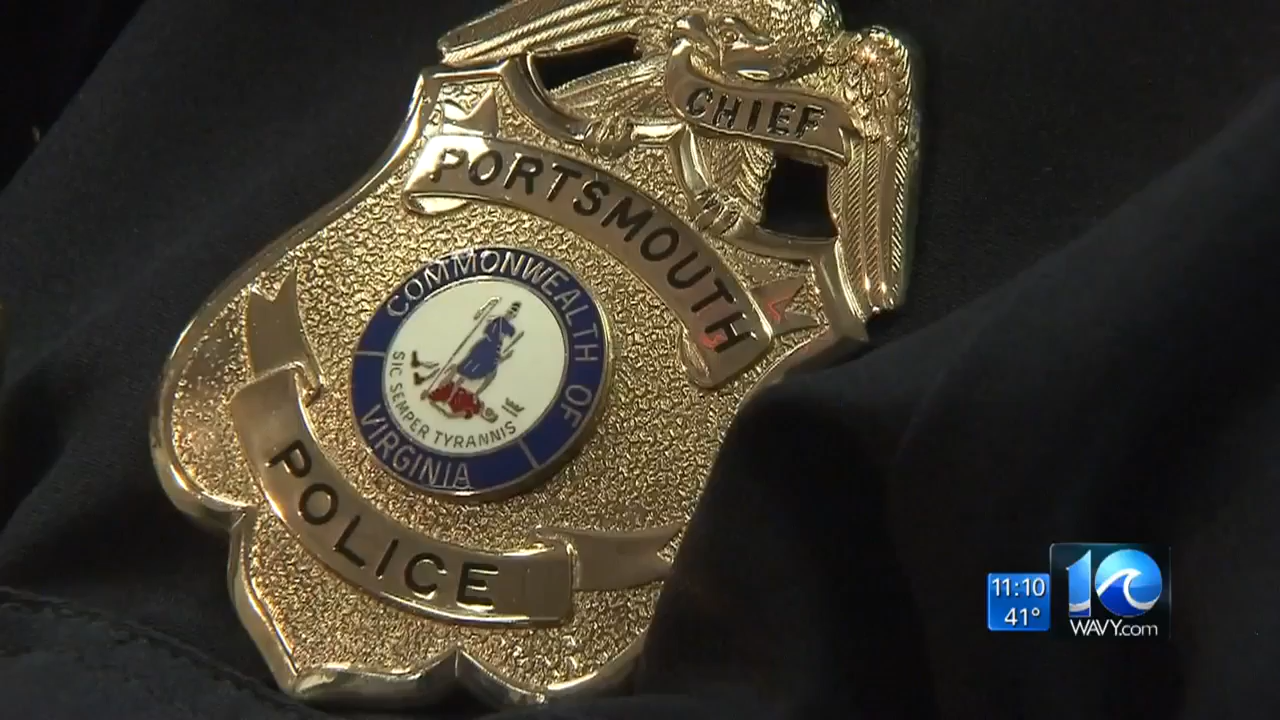 CHIEF
PORTSMOUTH
COMMONWEALTH OF
VIRGINIA
SIC SEMPER TYRANNIS
POLICE
11:10
41°
10
WAVY.com